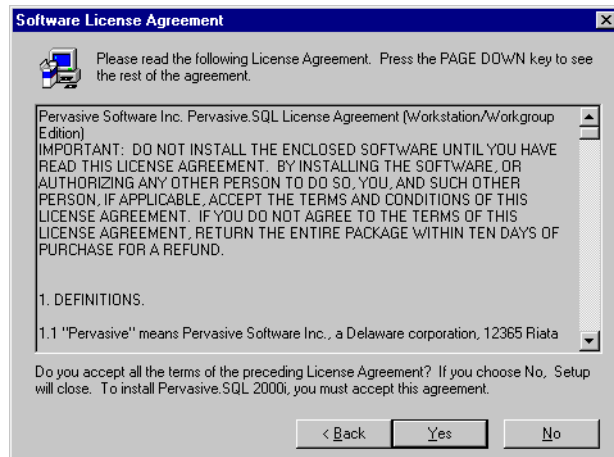 Software License Agreement
Please read the following License Agreement. Press the PAGE DOWN key to see
the rest of the agreement.
Pervasive Software Inc. Pervasive.SQL License Agreement (Workstation/Workgroup
Edition)
IMPORTANT: DO NOT INSTALL THE ENCLOSED SOFTWARE UNTIL YOU HAVE
READ THIS LICENSE AGREEMENT. BY INSTALLING THE SOFTWARE, OR
AUTHORIZING ANY OTHER PERSON TO DO SO, YOU, AND SUCH OTHER
PERSON, IF APPLICABLE, ACCEPT THE TERMS AND CONDITIONS OF THIS
LICENSE AGREEMENT. IF YOU DO NOT AGREE TO THE TERMS OF THIS
LICENSE AGREEMENT, RETURN THE ENTIRE PACKAGE WITHIN TEN DAYS OF
PURCHASE FOR A REFUND.
1. DEFINITIONS.
1.1 "Pervasive" means Pervasive Software Inc., a Delaware corporation, 12365 Riata
Do you accept all the terms of the preceding License Agreement? If you choose No, Setup
will close. To install Pervasive.SQL 2000i, you must accept this agreement.
< Back
Yes
No